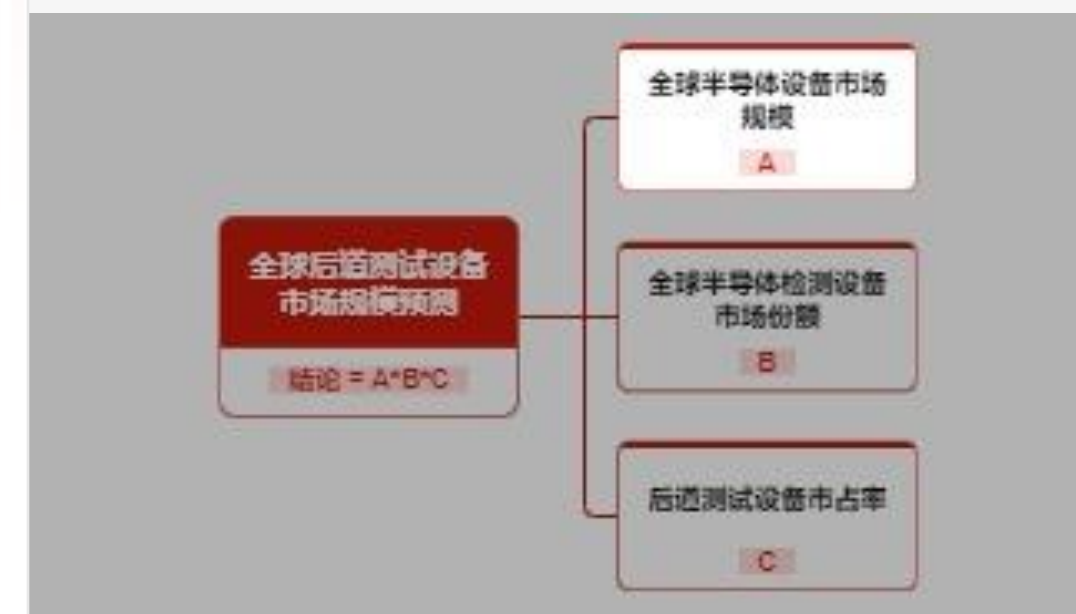 全球半导体设备市场
规模
A
全球后道测试设备
市场规模预测
结论 = A*B*C
全球半导体检测设备
市场份额
B
后道测试设备市占率
C